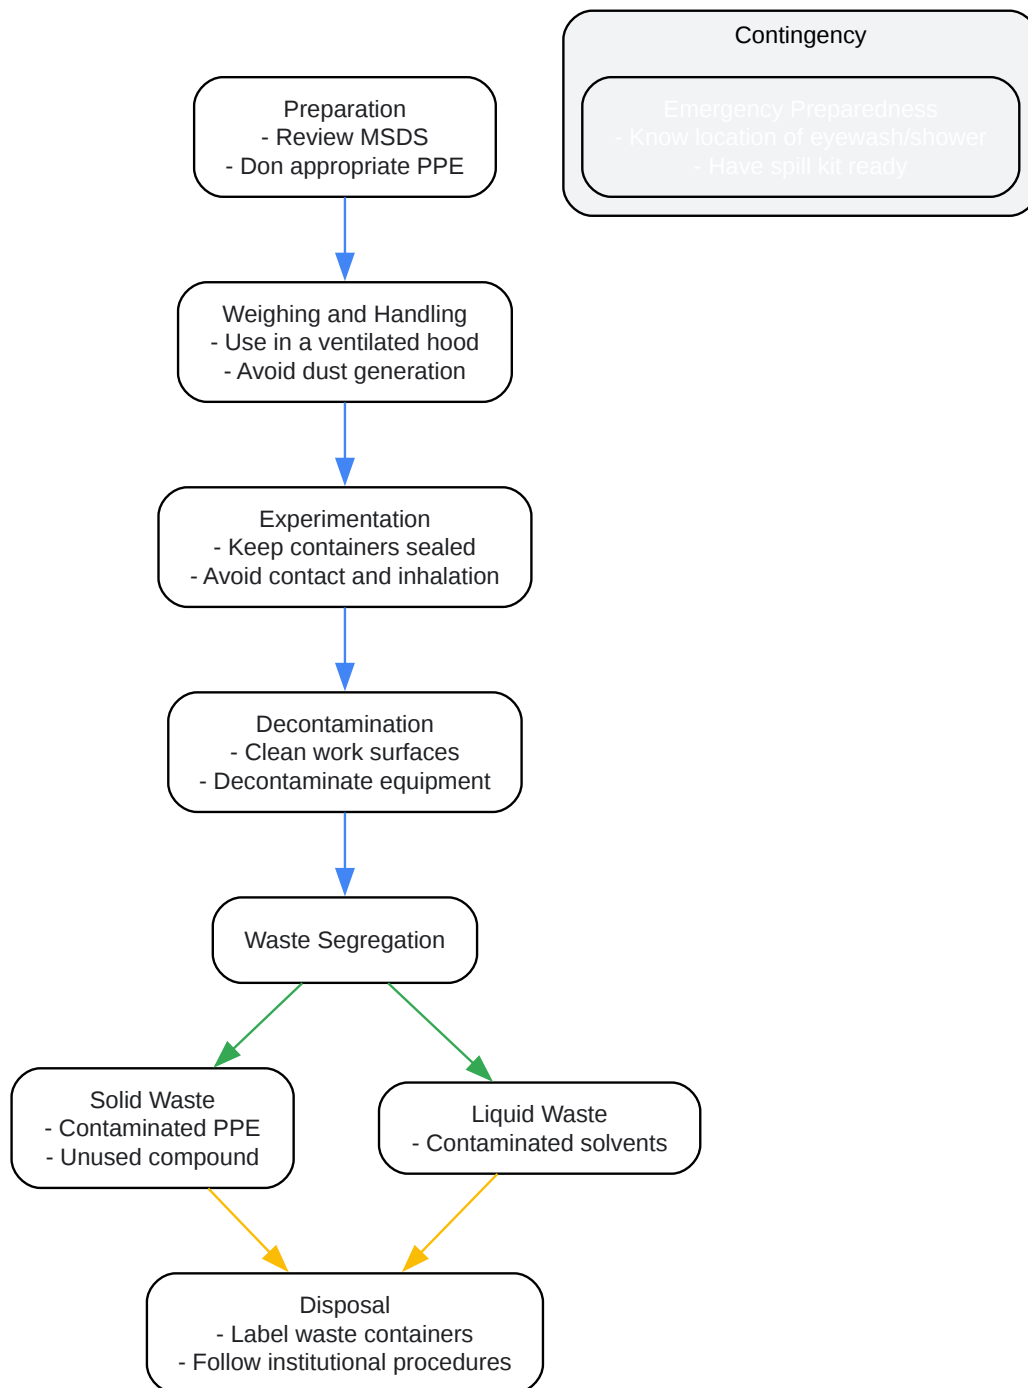 Contingency
Emergency Preparedness
- Know location of eyewash/shower
- Have spill kit ready
Preparation
- Review MSDS
- Don appropriate PPE
Weighing and Handling
- Use in a ventilated hood
- Avoid dust generation
Experimentation
- Keep containers sealed
- Avoid contact and inhalation
Decontamination
- Clean work surfaces
- Decontaminate equipment
Waste Segregation
Solid Waste
- Contaminated PPE
- Unused compound
Liquid Waste
- Contaminated solvents
Disposal
- Label waste containers
- Follow institutional procedures